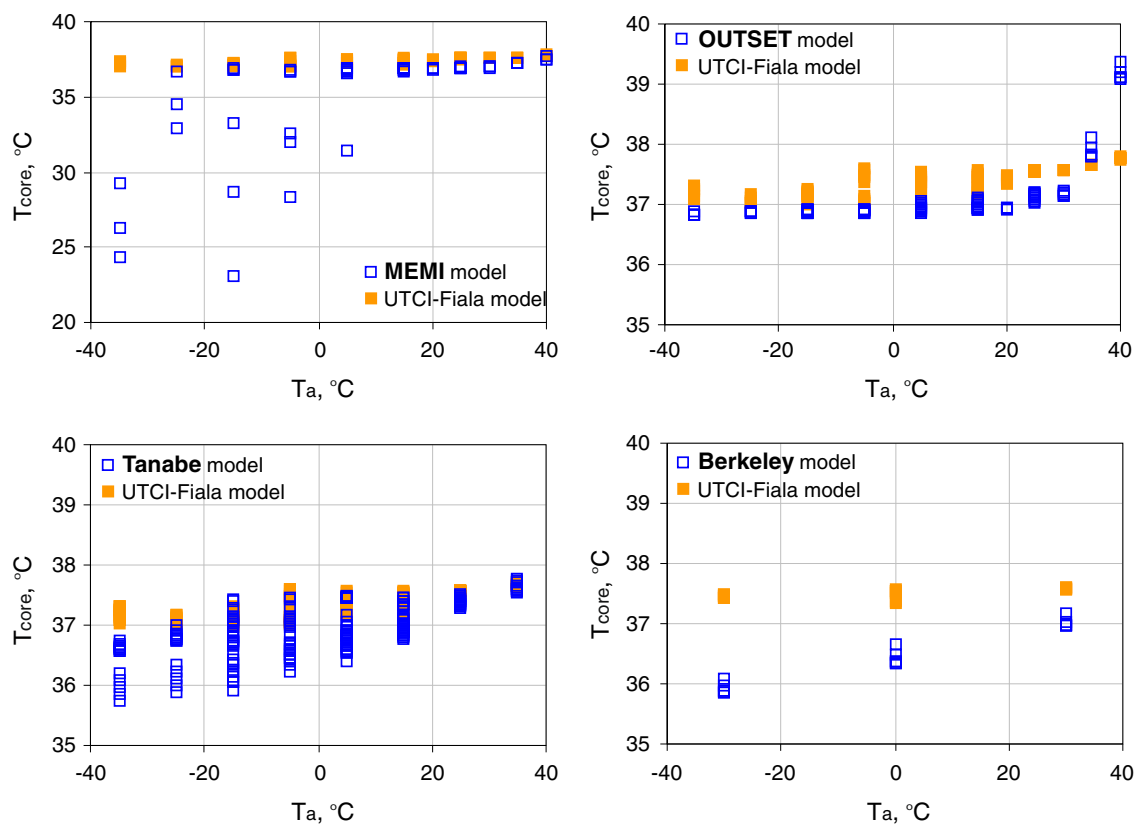 40
35
30
25
20
-40
-20
0
20
40
Tcore, °C
Ta, °C
MEMI model
UTCI-Fiala model
40
39
38
37
36
35
-40
-20
0
20
40
Tcore, °C
Ta, °C
OUTSET model
UTCI-Fiala model
40
39
38
37
36
35
-40
-20
0
20
40
Tcore, °C
Ta, °C
Tanabe model
UTCI-Fiala model
40
39
38
37
36
35
-40
-20
0
20
40
Tcore, °C
Ta, °C
Berkeley model
UTCI-Fiala model